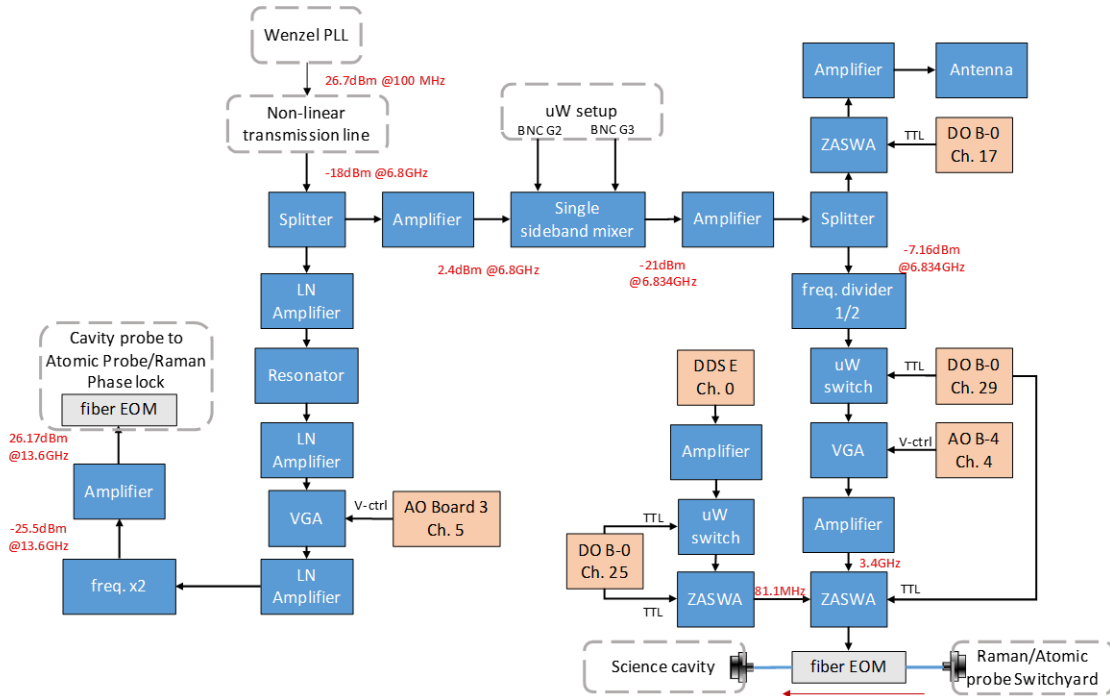 Wenzel PLL
26.7dBm @100 MHz
Non-linear
transmission line
-18dBm @6.8GHz
uW setup
BNC G2
BNC G3
Amplifier
Antenna
ZASWA
TTL
DO B-0
Ch. 17
Splitter
Amplifier
Single
sideband mixer
Amplifier
Splitter
2.4dBm @6.8GHz
-21dBm
@6.834GHz
-7.16dBm
@6.834GHz
LN
Amplifier
freq. divider
1/2
Cavity probe to
Atomic Probe/Raman
Phase lock
fiber EOM
Resonator
DDS E
Ch. 0
uW
switch
TTL
DO B-0
Ch. 29
26.17dBm
@13.6GHz
LN
Amplifier
Amplifier
VGA
V-ctrl
AO B-4
Ch. 4
Amplifier
-25.5dBm
@13.6GHz
VGA
V-ctrl
AO Board 3
Ch. 5
TTL
uW
switch
Amplifier
DO B-0
Ch. 25
3.4GHz
freq. x2
LN
Amplifier
TTL
ZASWA
81.1MHz
ZASWA
TTL
Science cavity
fiber EOM
Raman/Atomic
probe Switchyard